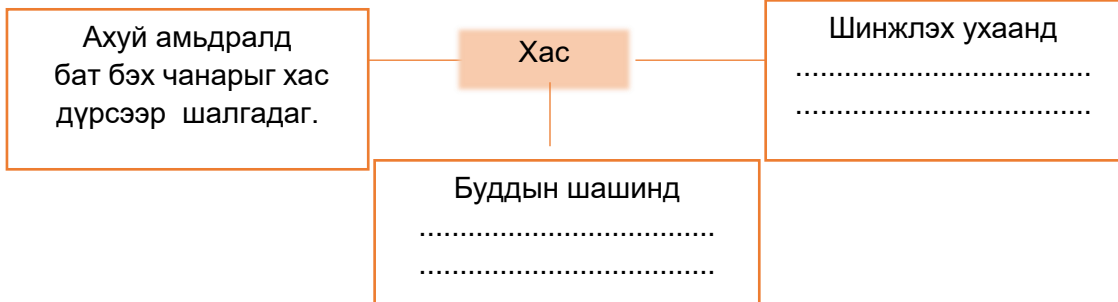 Ахуй амьдралд
бат бэх чанарыг хас
дүрсээр шалгадаг.
Хас
Шинжлэх ухаанд
....................................
....................................
Буддын шашинд
....................................
....................................